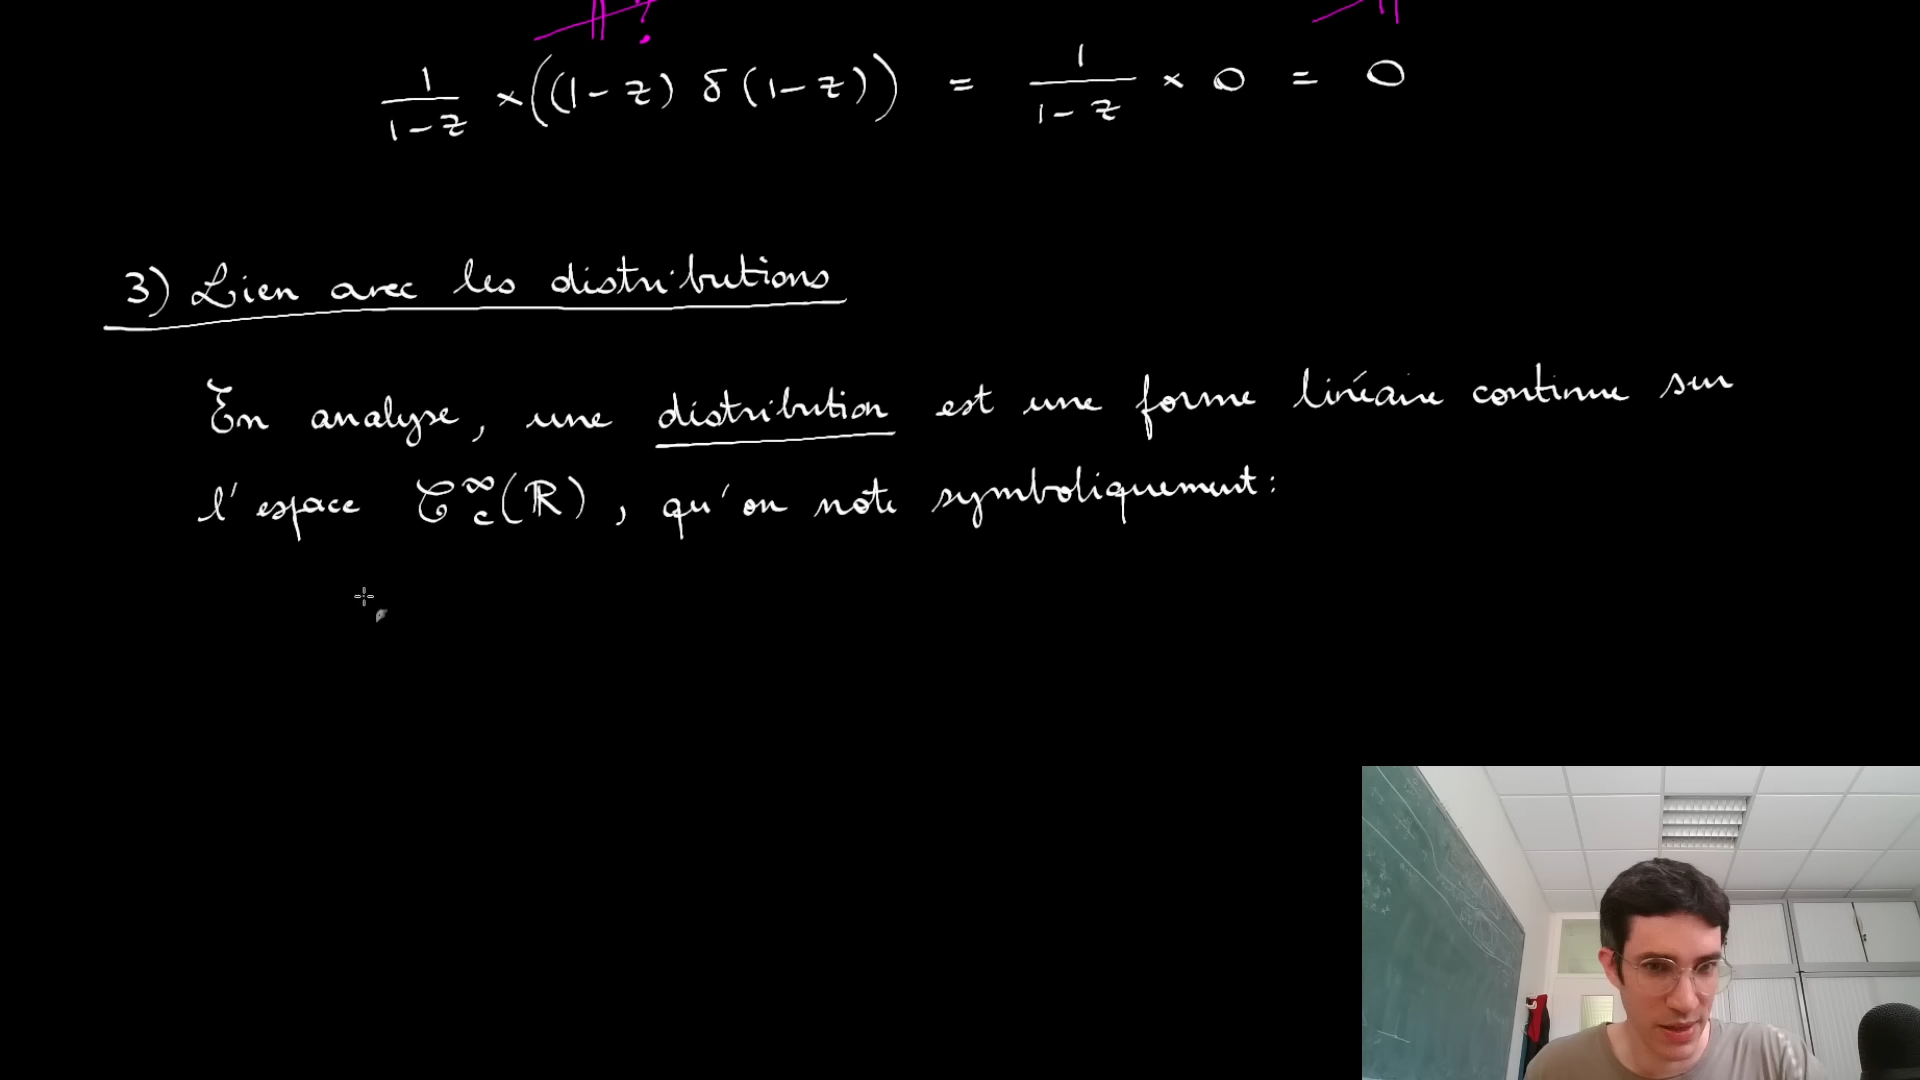 ∦ ?
1/(1-z) × ((1-z) δ(1-z)) = 1/(1-z) × 0 = 0
3) Lien avec les distributions
En analyse, une distribution est une forme linéaire continue sur
l'espace C_c^∞(ℝ), qu'on note symboliquement :